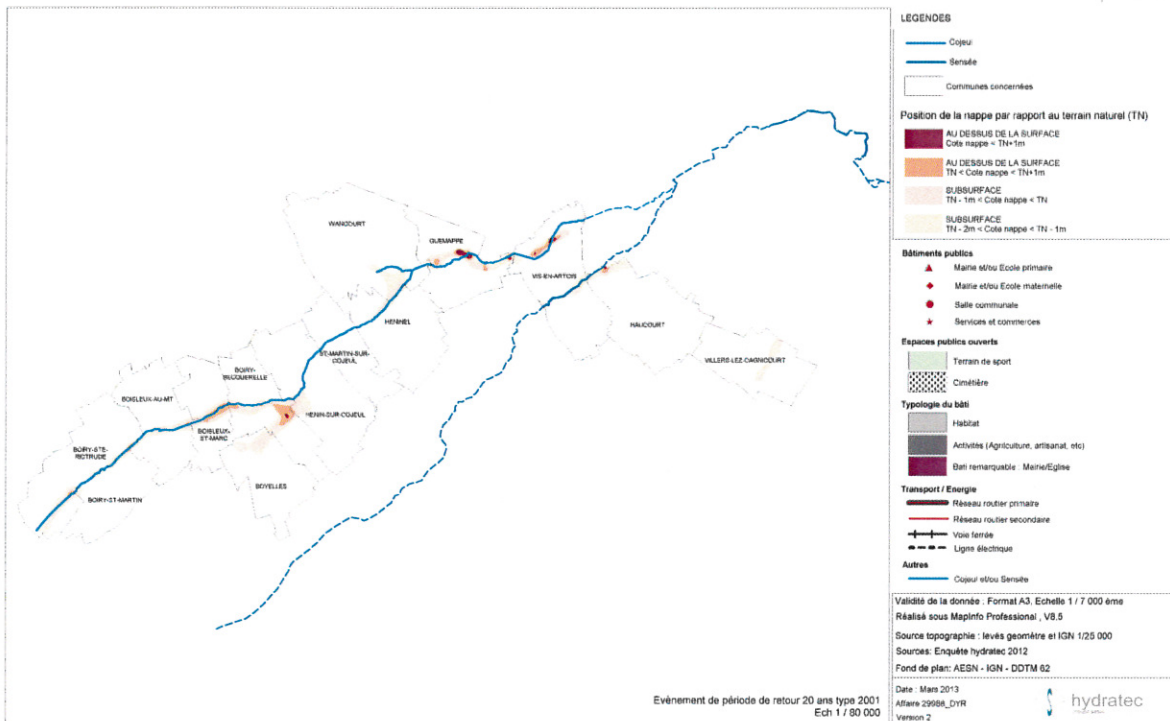 WANCOURT
GUEMAPPE
VIS-EN-ARTOIS
HENINEL
HAUCOURT
VILLERS-LEZ-CAGNICOURT
ST-MARTIN-SUR-
COJEUL
BOIRY-
BECQUERELLE
BOISLEUX-AU-MT
HENIN-SUR-COJEUL
BOISLEUX-
ST-MARC
BOIRY-STE-
RICTRUDE
BOYELLES
BOIRY-ST-MARTIN
Evènement de période de retour 20 ans type 2001
Ech 1 / 80 000
LEGENDES
Cojeul
Sensée
Communes concernées
Position de la nappe par rapport au terrain naturel (TN)
AU DESSUS DE LA SURFACE
Cote nappe < TN+1m
AU DESSUS DE LA SURFACE
TN < Cote nappe < TN+1m
SUBSURFACE
TN - 1m < Cote nappe < TN
SUBSURFACE
TN - 2m < Cote nappe < TN - 1m
Bâtiments publics
Mairie et/ou Ecole primaire
Mairie et/ou Ecole maternelle
Salle communale
Services et commerces
Espaces publics ouverts
Terrain de sport
Cimétière
Typologie du bâti
Habitat
Activités (Agriculture, artisanat, etc)
Bati remarquable : Mairie/Eglise
Transport / Energie
Réseau routier primaire
Réseau routier secondaire
Voie ferrée
Ligne électrique
Autres
Cojeul et/ou Sensée
Validité de la donnée : Format A3, Echelle 1 / 7 000 ème
Réalisé sous MapInfo Professional , V8.5
Source topographie : levés geomètre et IGN 1/25 000
Sources: Enquête hydratec 2012
Fond de plan: AESN - IGN - DDTM 62
Date : Mars 2013
Affaire 29988_DYR
Version 2
hydratec